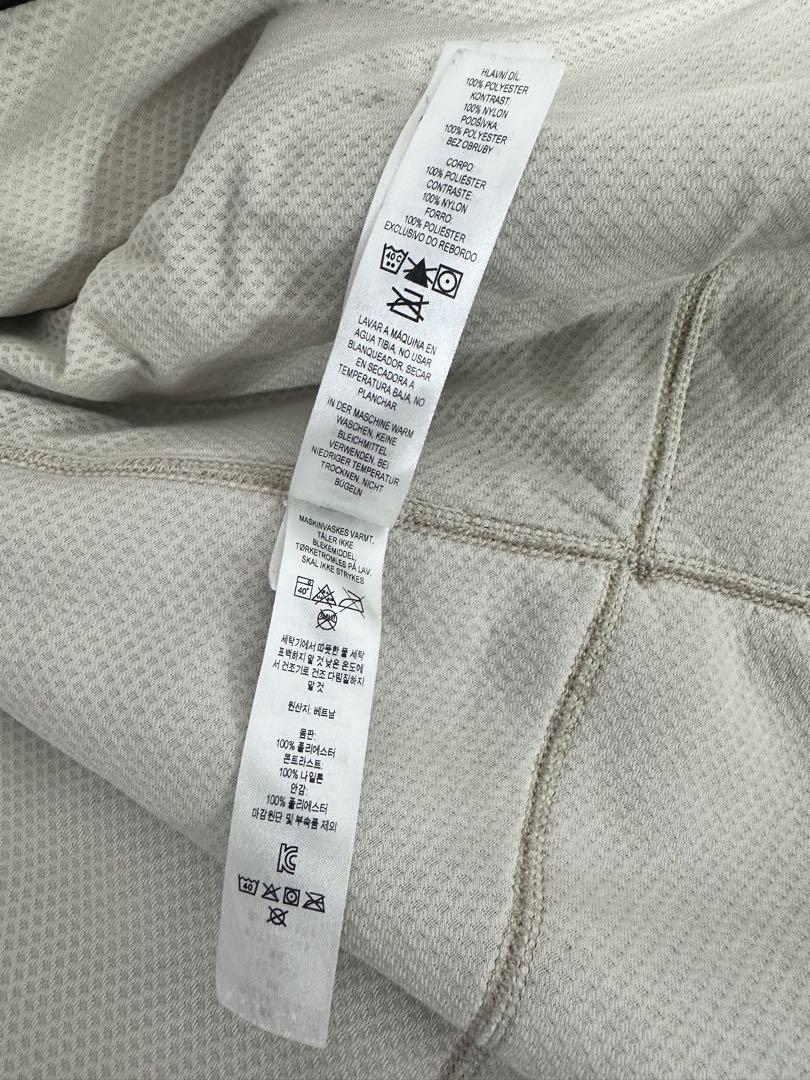 HLAVNÍ DÍL:
100% POLYESTER
KONTRAST:
100% NYLON
PODŠÍVKA:
100% POLYESTER
BEZ OBRUBY
CORPO:
100% POLIÉSTER
CONTRASTE:
100% NYLON
FORRO:
100% POLIÉSTER
EXCLUSIVO DO REBORDO
40 C
LAVAR A MÁQUINA EN
AGUA TIBIA, NO USAR
BLANQUEADOR, SECAR
EN SECADORA A
TEMPERATURA BAJA, NO
PLANCHAR
IN DER MASCHINE WARM
WASCHEN, KEINE
BLEICHMITTEL
VERWENDEN, BEI
NIEDRIGER TEMPERATUR
TROCKNEN, NICHT
BÜGELN
MASKINVASKES VARMT,
TÅLER IKKE
BLEKEMIDDEL,
TØRKETROMLES PÅ LAV,
SKAL IKKE STRYKES
40°
세탁기에서 따뜻한 물 세탁
표백하지 말 것 낮은 온도에
서 건조기로 건조 다림질하지
말 것
원산지: 베트남
몸판:
100% 폴리에스터
콘트라스트:
100% 나일론
안감:
100% 폴리에스터
마감원단 및 부속품 제외
40